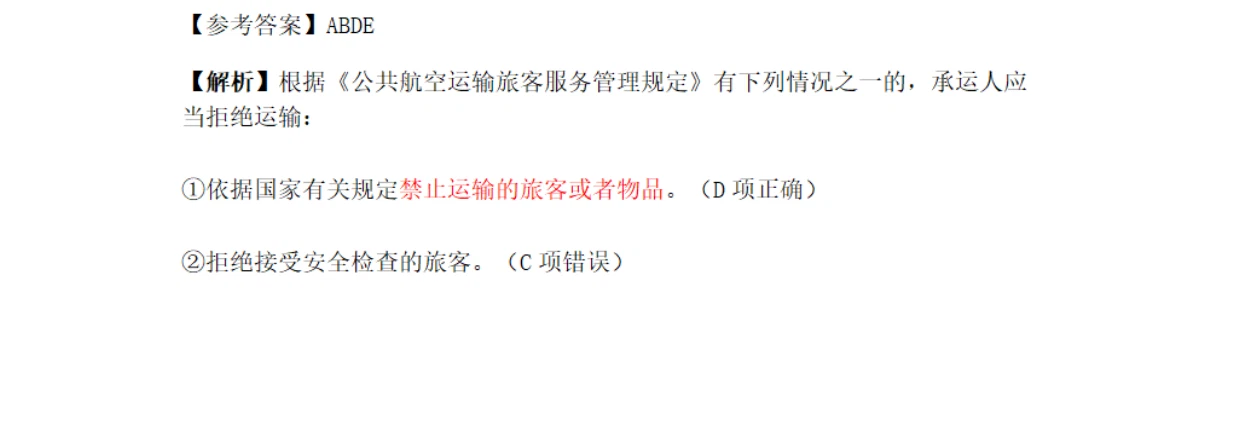 【参考答案】ABDE
【解析】根据《公共航空运输旅客服务管理规定》有下列情况之一的，承运人应
当拒绝运输：
①依据国家有关规定禁止运输的旅客或者物品。（D 项正确）
②拒绝接受安全检查的旅客。（C 项错误）